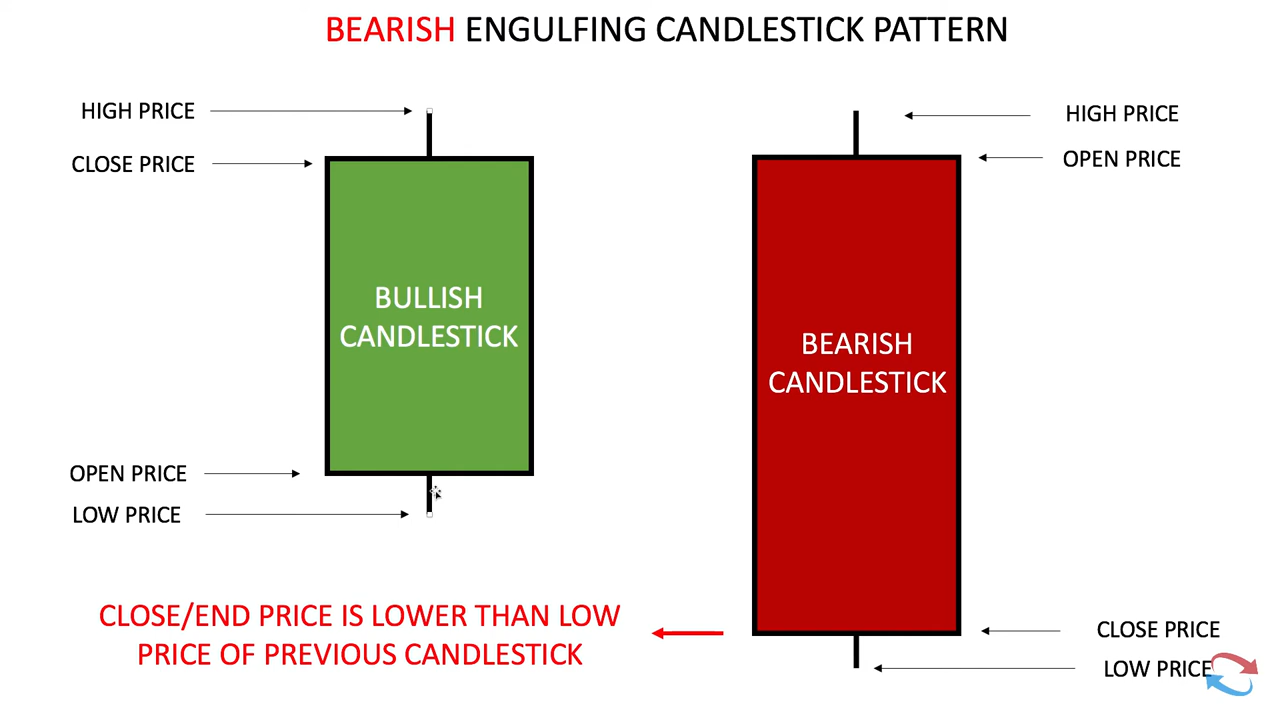 BEARISH ENGULFING CANDLESTICK PATTERN
HIGH PRICE
CLOSE PRICE
BULLISH
CANDLESTICK
OPEN PRICE
LOW PRICE
HIGH PRICE
OPEN PRICE
BEARISH
CANDLESTICK
CLOSE PRICE
LOW PRICE
CLOSE/END PRICE IS LOWER THAN LOW
PRICE OF PREVIOUS CANDLESTICK